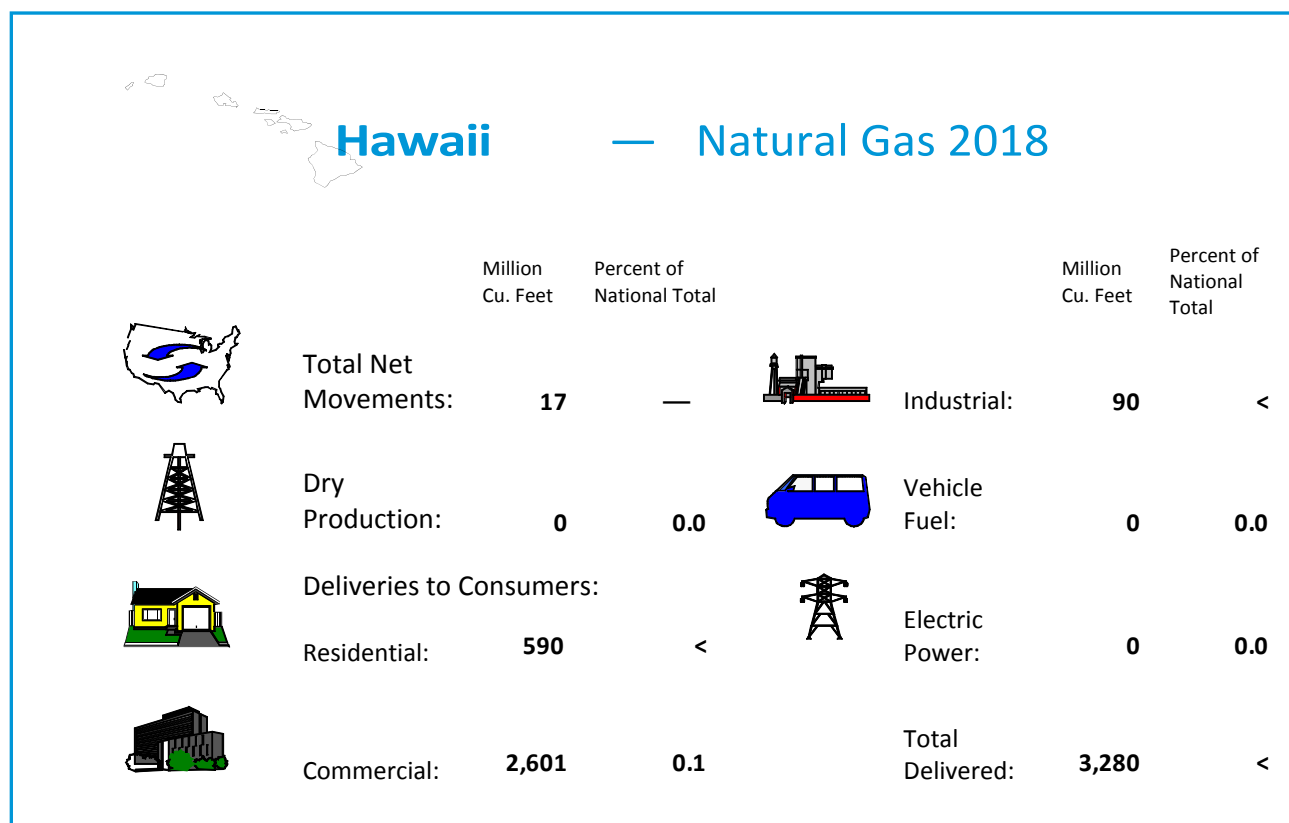 Hawaii — Natural Gas 2018
Million
Cu. Feet
Percent of
National Total
Total Net
Movements: 17 —
Dry
Production: 0 0.0
Deliveries to Consumers:
Residential: 590 <
Commercial: 2,601 0.1
Million
Cu. Feet
Percent of
National
Total
Industrial: 90 <
Vehicle
Fuel: 0 0.0
Electric
Power: 0 0.0
Total
Delivered: 3,280 <